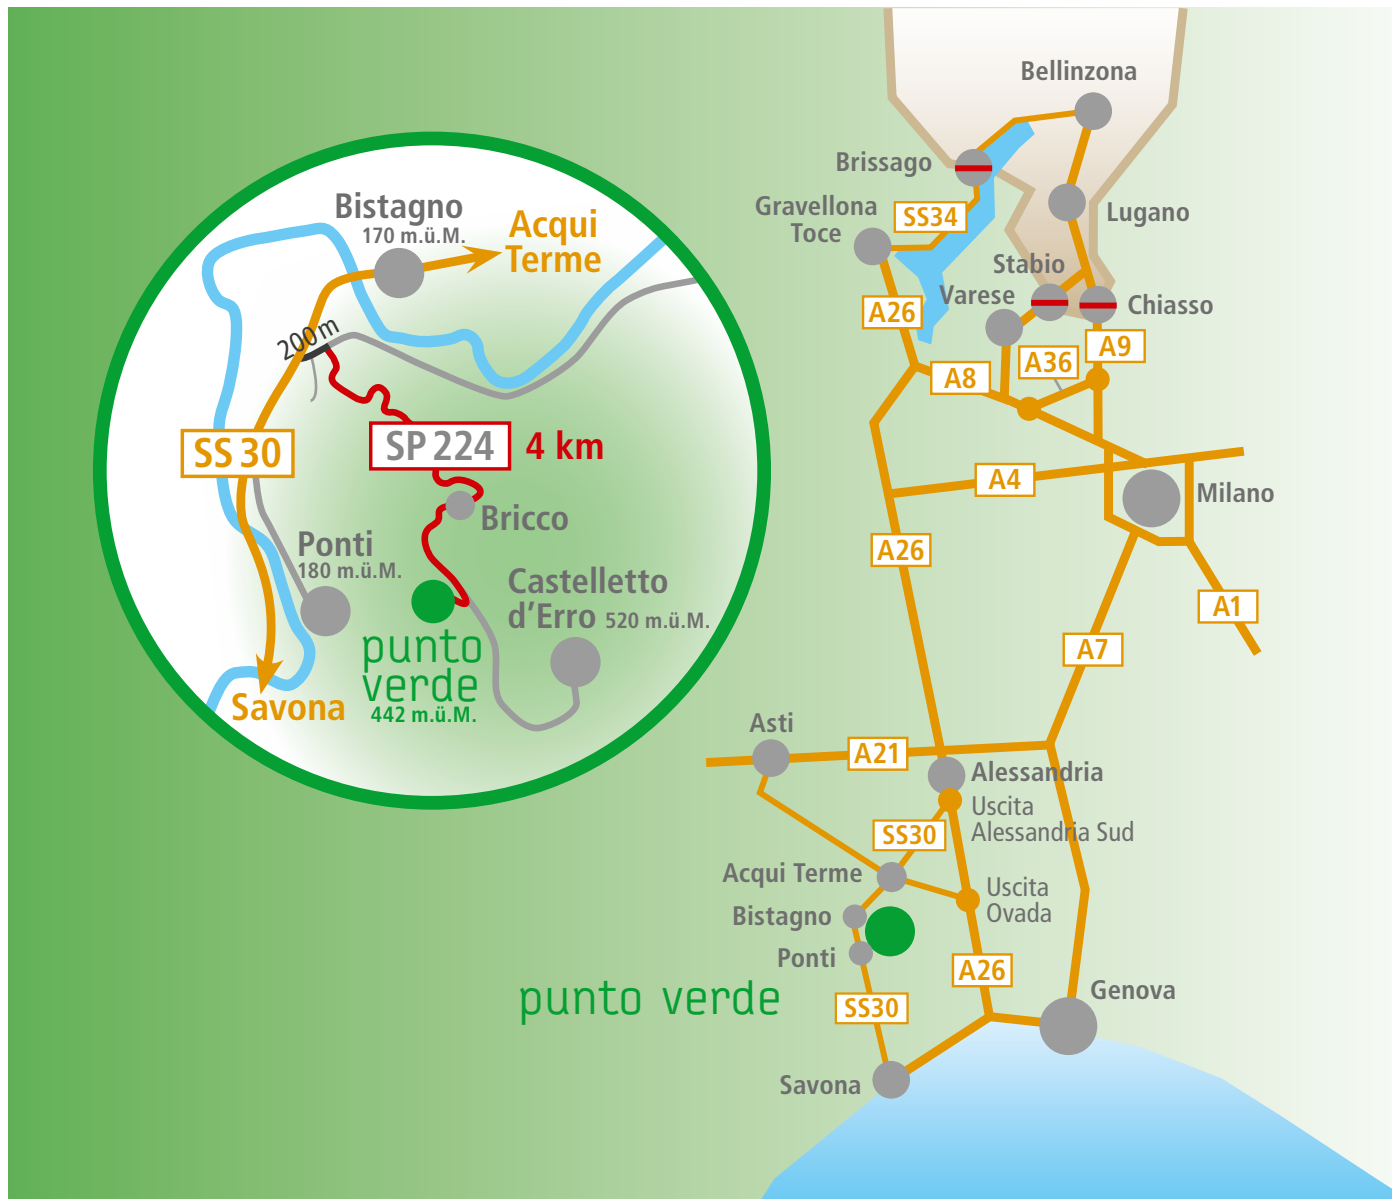 Bistagno
170 m.ü.M.
Acqui
Terme
200 m
SS 30
SP 224
4 km
Bricco
Ponti
180 m.ü.M.
Castelletto
d'Erro 520 m.ü.M.
punto
verde
442 m.ü.M.
Savona
Bellinzona
Brissago
Gravellona
Toce
SS34
Lugano
Stabio
Varese
Chiasso
A26
A9
A36
A8
A4
Milano
A26
A1
A7
Asti
A21
Alessandria
Uscita
Alessandria Sud
SS30
Acqui Terme
Uscita
Ovada
Bistagno
Ponti
A26
punto verde
SS30
Genova
Savona